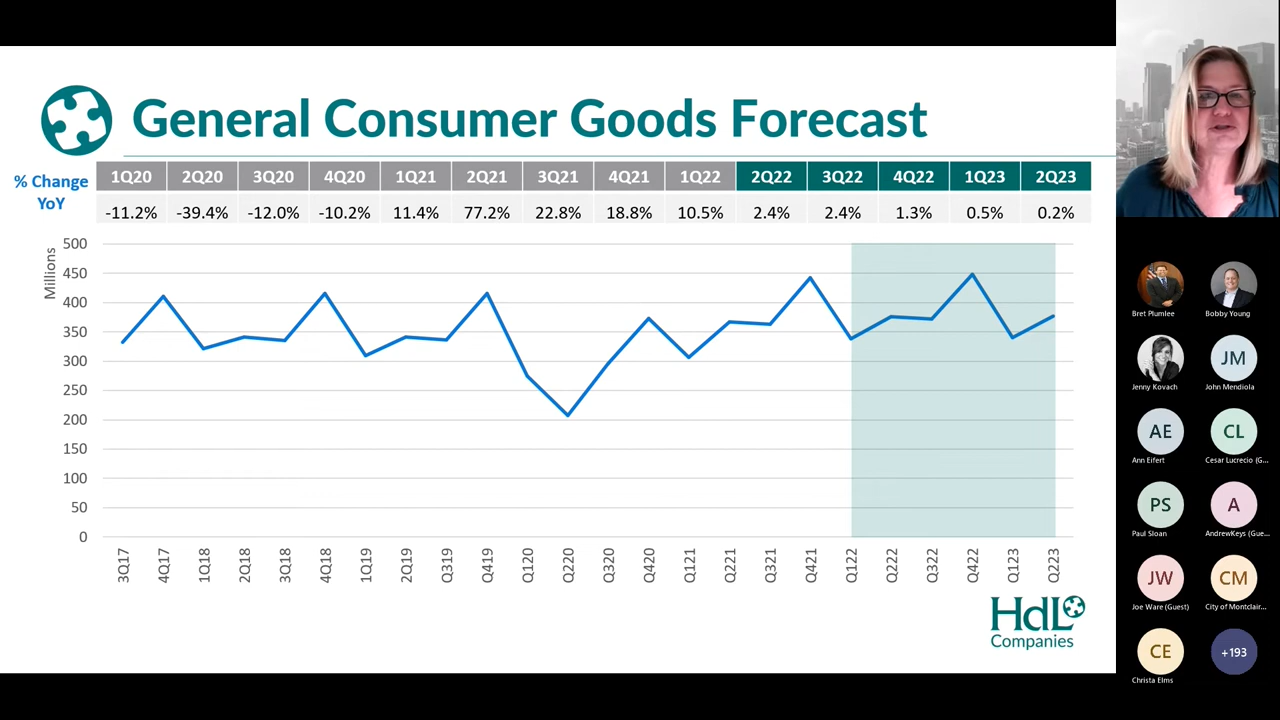 General Consumer Goods Forecast
% Change YoY
1Q20 2Q20 3Q20 4Q20 1Q21 2Q21 3Q21 4Q21 1Q22 2Q22 3Q22 4Q22 1Q23 2Q23
-11.2% -39.4% -12.0% -10.2% 11.4% 77.2% 22.8% 18.8% 10.5% 2.4% 2.4% 1.3% 0.5% 0.2%
Millions
500
450
400
350
300
250
200
150
100
50
0
3Q17 4Q17 1Q18 2Q18 3Q18 4Q18 1Q19 2Q19 Q319 Q419 Q120 Q220 Q320 Q420 Q121 Q221 Q321 Q421 Q122 Q222 Q322 Q422 Q123 Q223
HdL
Companies
Bret Plumlee
Bobby Young
Jenny Kovach
JM
John Mendiola
AE
Ann Eifert
CL
Cesar Lucrecio (G...
PS
Paul Sloan
A
AndrewKeys (Gue...
JW
Joe Ware (Guest)
CM
City of Montclair...
CE
Christa Elms
+193